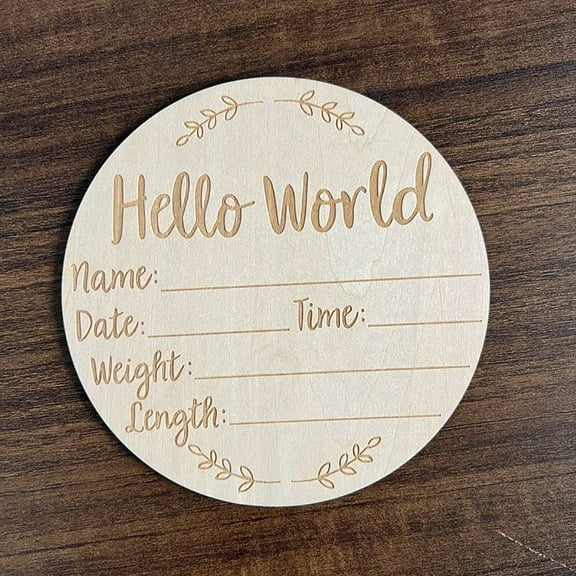 Hello World
Name:
Date: Time:
Weight:
Length: